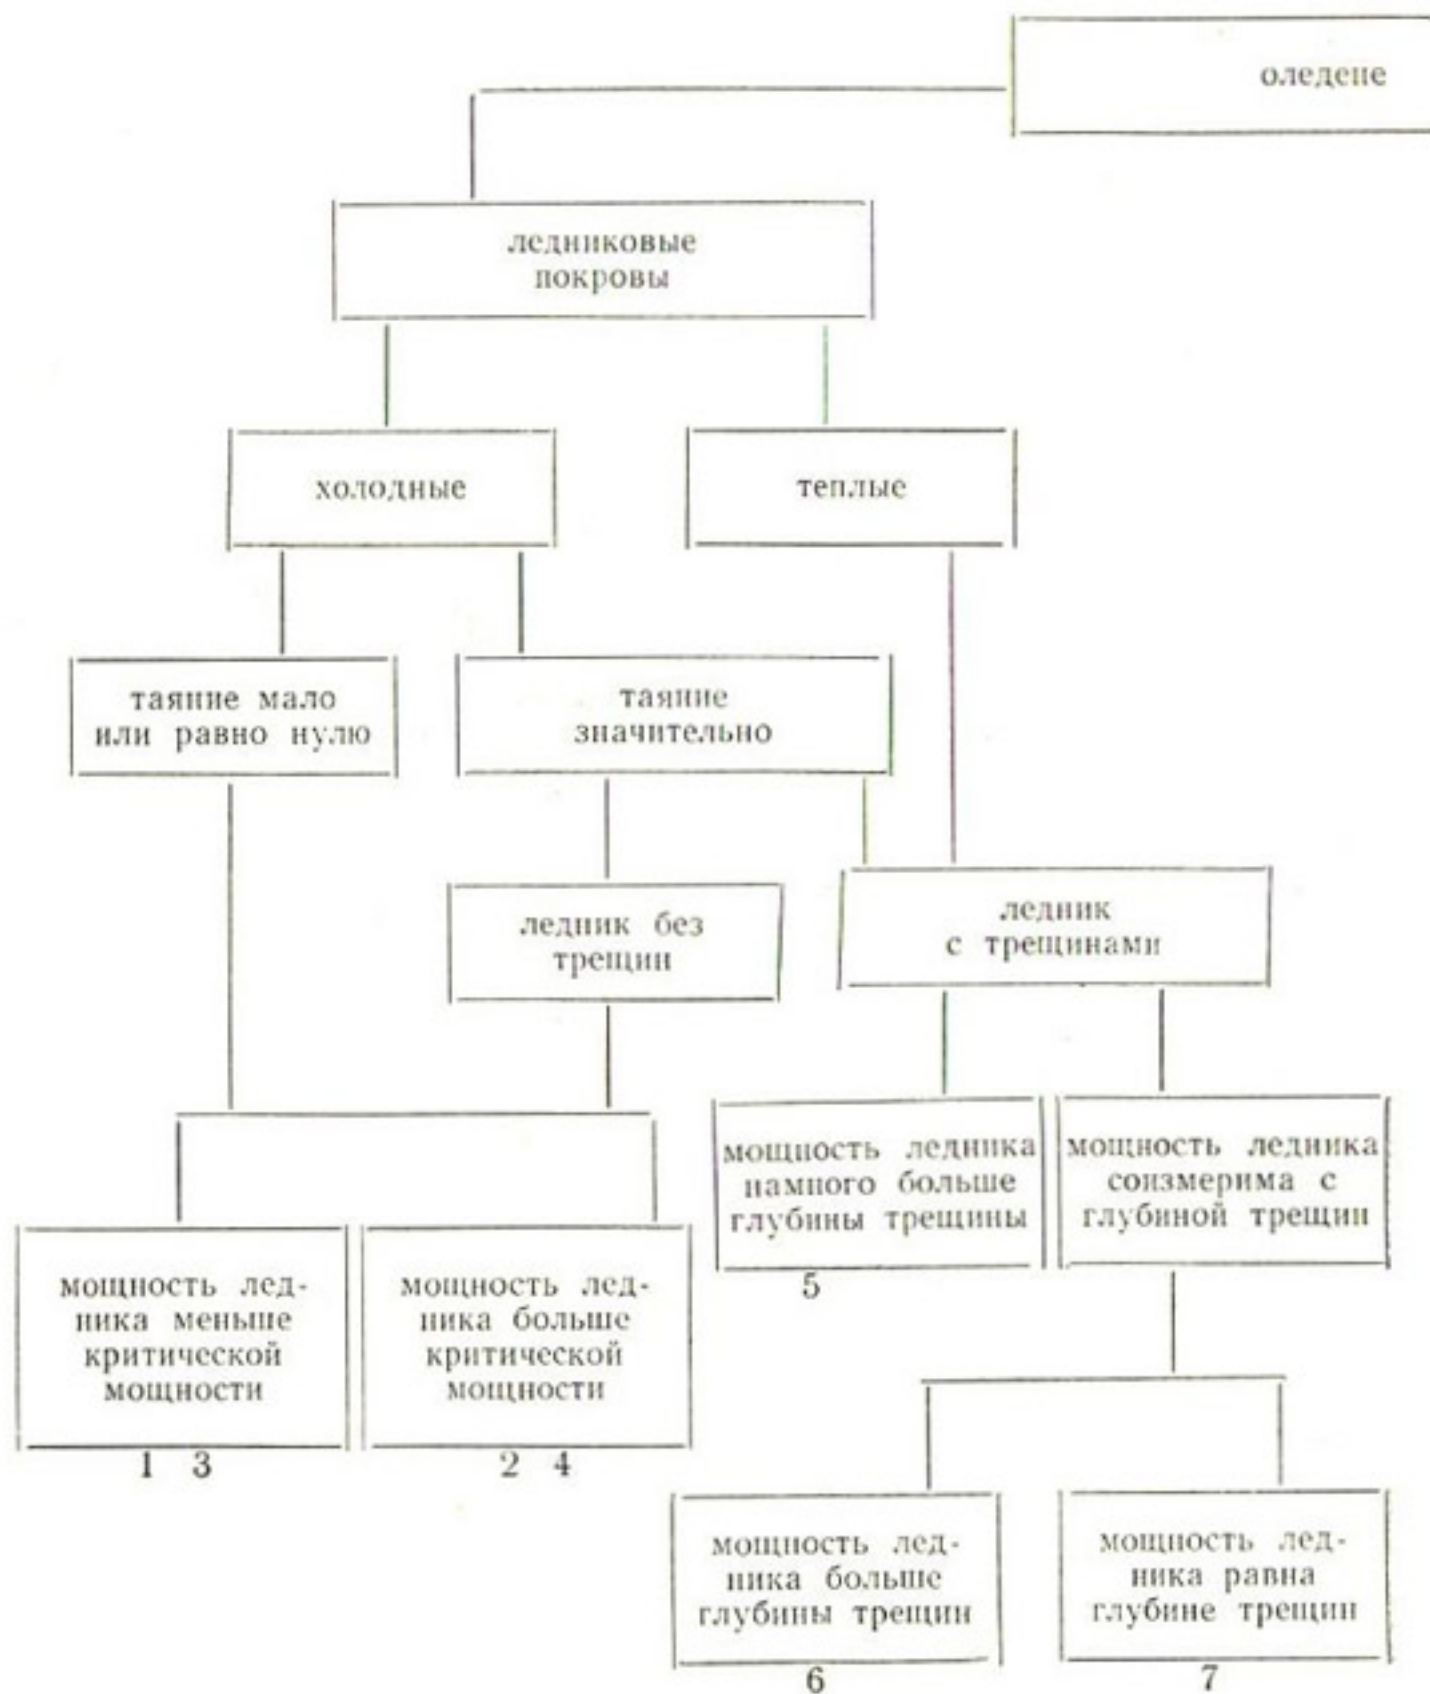 оледене
ледниковые
покровы
холодные
теплые
таяние мало
или равно нулю
таяние
значительно
ледник без
трещин
ледник
с трещинами
мощность ледника
намного больше
глубины трещины
5
мощность ледника
соизмерима с
глубиной трещин
мощность лед-
ника меньше
критической
мощности
1 3
мощность лед-
ника больше
критической
мощности
2 4
мощность лед-
ника больше
глубины трещин
6
мощность лед-
ника равна
глубине трещин
7